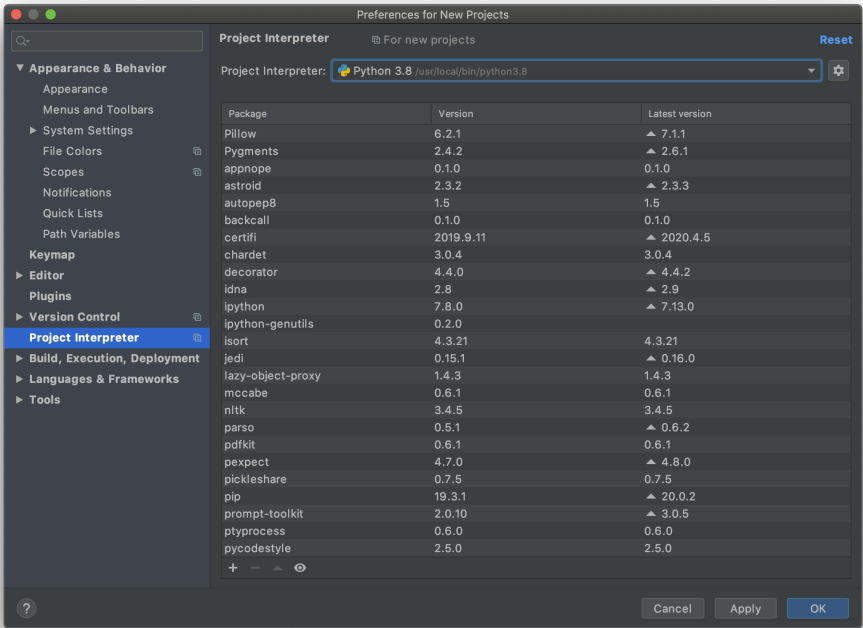 Preferences for New Projects
Appearance & Behavior
Appearance
Menus and Toolbars
System Settings
File Colors
Scopes
Notifications
Quick Lists
Path Variables
Keymap
Editor
Plugins
Version Control
Project Interpreter
Build, Execution, Deployment
Languages & Frameworks
Tools
Project Interpreter For new projects Reset
Project Interpreter: Python 3.8 /usr/local/bin/python3.8
Package Version Latest version
Pillow 6.2.1 7.1.1
Pygments 2.4.2 2.6.1
appnope 0.1.0 0.1.0
astroid 2.3.2 2.3.3
autopep8 1.5 1.5
backcall 0.1.0 0.1.0
certifi 2019.9.11 2020.4.5
chardet 3.0.4 3.0.4
decorator 4.4.0 4.4.2
idna 2.8 2.9
ipython 7.8.0 7.13.0
ipython-genutils 0.2.0
isort 4.3.21 4.3.21
jedi 0.15.1 0.16.0
lazy-object-proxy 1.4.3 1.4.3
mccabe 0.6.1 0.6.1
nltk 3.4.5 3.4.5
parso 0.5.1 0.6.2
pdfkit 0.6.1 0.6.1
pexpect 4.7.0 4.8.0
pickleshare 0.7.5 0.7.5
pip 19.3.1 20.0.2
prompt-toolkit 2.0.10 3.0.5
ptyprocess 0.6.0 0.6.0
pycodestyle 2.5.0 2.5.0
? Cancel Apply OK